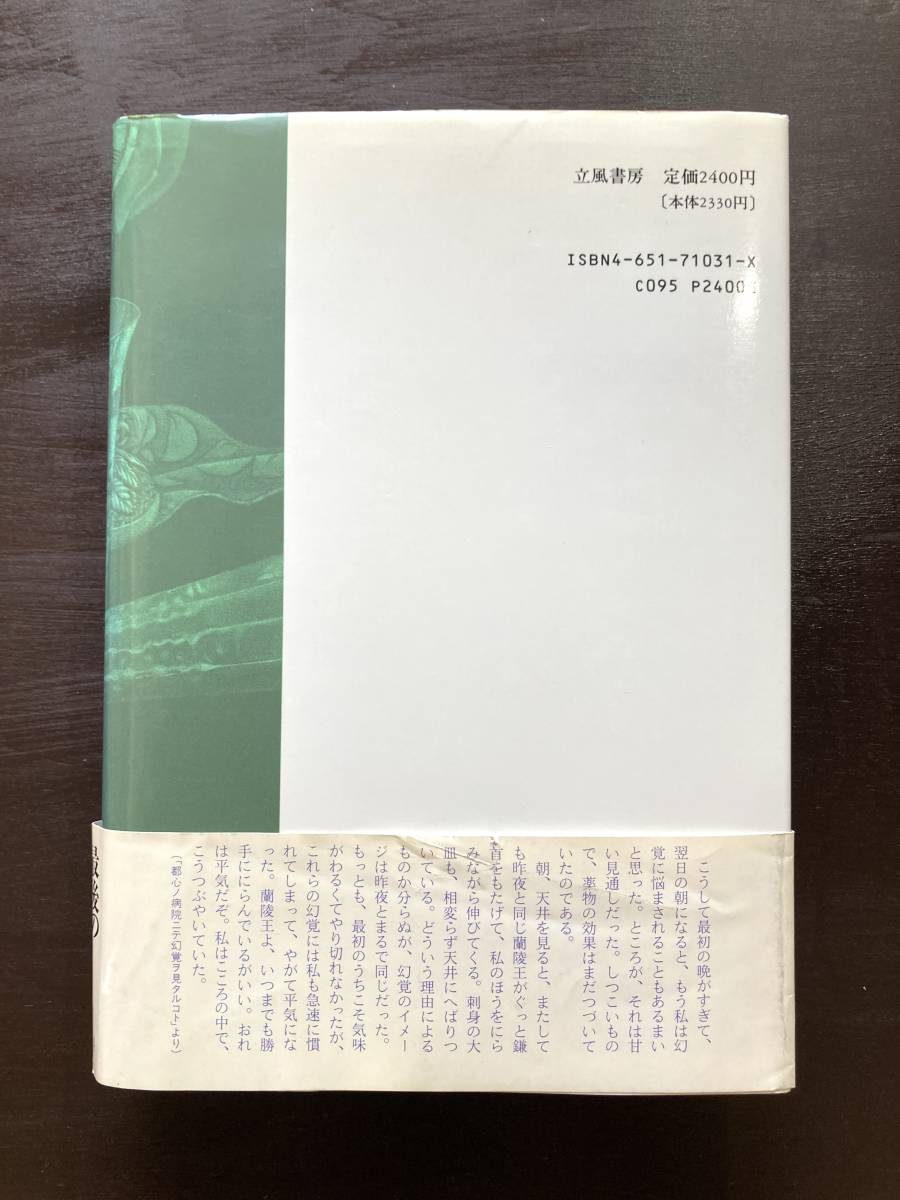 立風書房　定価2400円
〔本体2330円〕
ISBN4-651-71031-X
C095 P2400
こうして最初の晩がすぎて、
翌日の朝になると、もう私は幻
覚に悩まされることもあるまい
と思った。ところが、それは甘
い見通しだった。しつこいもの
で、薬物の効果はまだつづいて
いたのである。
朝、天井を見ると、またして
も昨夜と同じ蘭陵王がぐっと鎌
首をもたげて、私のほうをにら
みながら伸びてくる。刺身の大
皿も、相変らず天井にへばりつ
いている。どういう理由による
ものか分らぬが、幻覚のイメー
ジは昨夜とまるで同じだった。
もっとも、最初のうちこそ気味
がわるくてやり切れなかったが、
これらの幻覚には私も急速に慣
れてしまって、やがて平気にな
った。蘭陵王よ、いつまでも勝
手ににらんでいるがいい。おれ
は平気だぞ。私はこころの中で、
こうつぶやいていた。
（「都心ノ病院ニテ幻覚ヲ見タルコト」より）
最後の